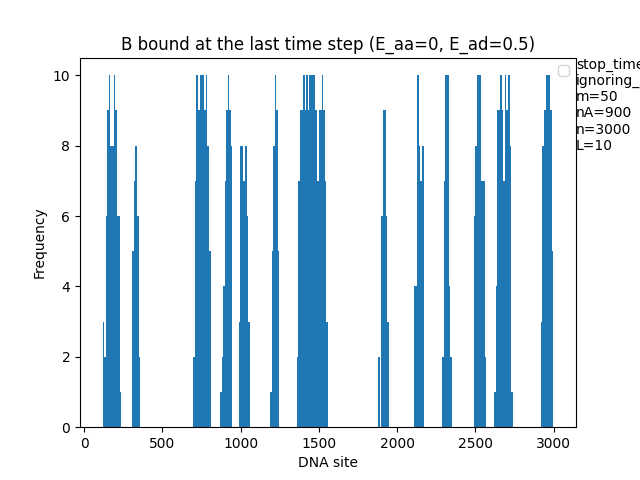 B bound at the last time step (E_aa=0, E_ad=0.5)
stop_time
ignoring_
m=50
nA=900
n=3000
L=10
Frequency
10
8
6
4
2
0
0 500 1000 1500 2000 2500 3000
DNA site